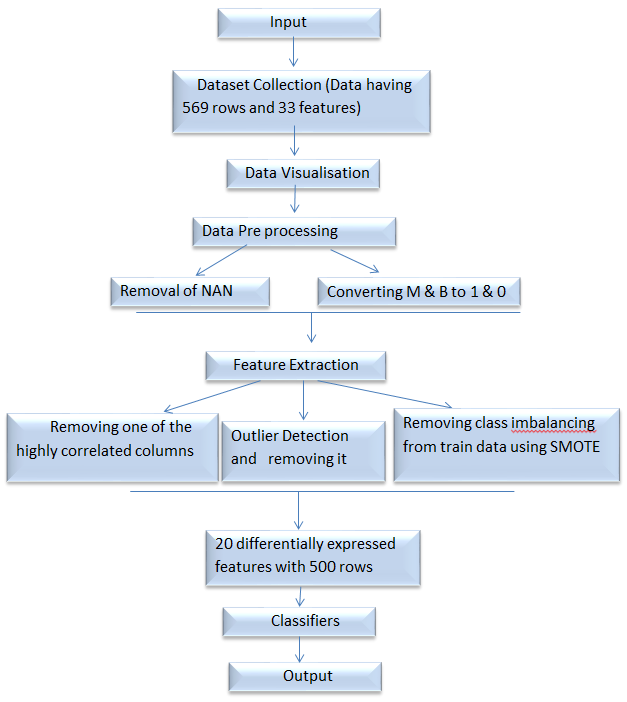 Input
Dataset Collection (Data having
569 rows and 33 features)
Data Visualisation
Data Pre processing
Removal of NAN
Converting M & B to 1 & 0
Feature Extraction
Removing one of the
highly correlated columns
Outlier Detection
and removing it
Removing class imbalancing
from train data using SMOTE
20 differentially expressed
features with 500 rows
Classifiers
Output